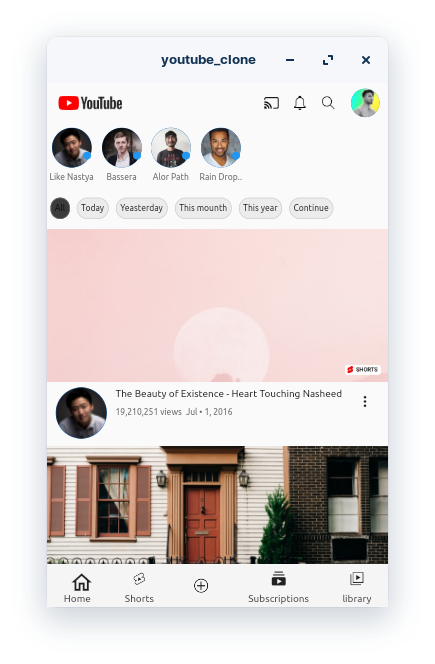 youtube_clone
YouTube
Like Nastya Bassera Alor Path Rain Drop..
All Today Yeasterday This mounth This year Continue
SHORTS
The Beauty of Existence - Heart Touching Nasheed
19,210,251 views Jul • 1, 2016
Home Shorts Subscriptions library